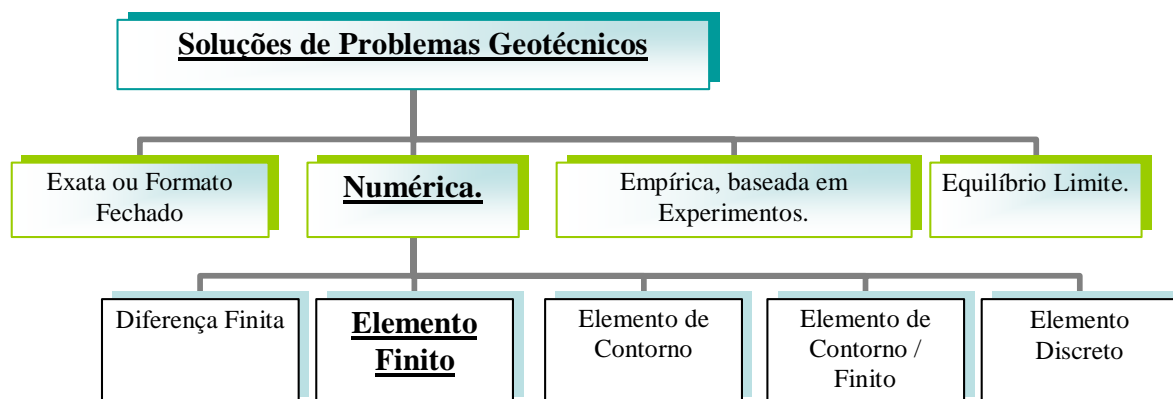 Soluções de Problemas Geotécnicos
Exata ou Formato
Fechado
Numérica.
Empírica, baseada em
Experimentos.
Equilíbrio Limite.
Diferença Finita
Elemento
Finito
Elemento de
Contorno
Elemento de
Contorno /
Finito
Elemento
Discreto